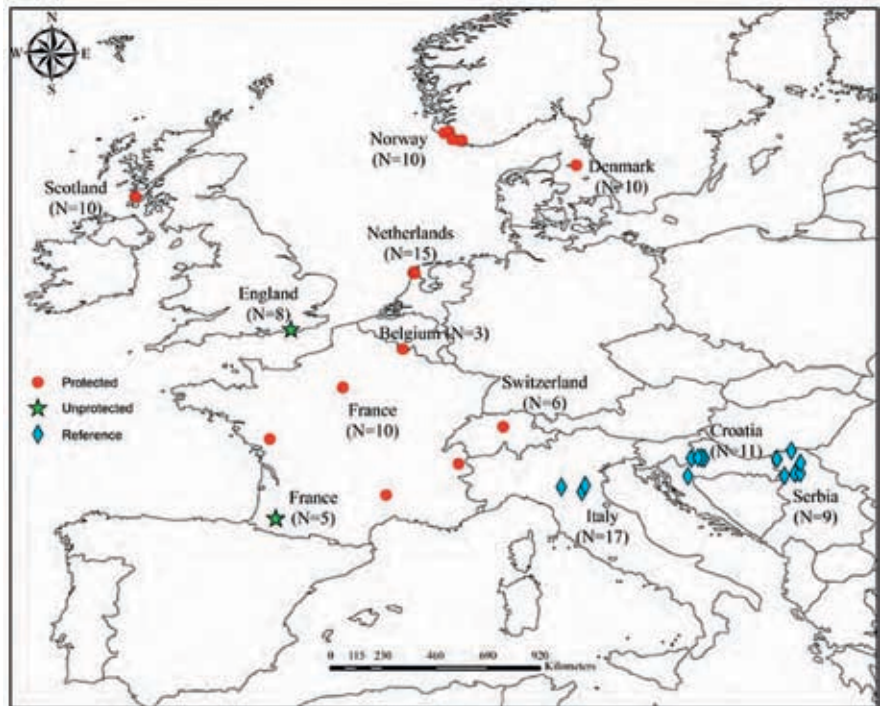 N
W E
S
Norway
(N=10)
Denmark
(N=10)
Scotland
(N=10)
Netherlands
(N=15)
England
(N=8)
Belgium (N=3)
Protected
Unprotected
Reference
Switzerland
(N=6)
France
(N=10)
Croatia
(N=11)
France
(N=5)
Italy
(N=17)
Serbia
(N=9)
0 115 230 460 690 920
Kilometers